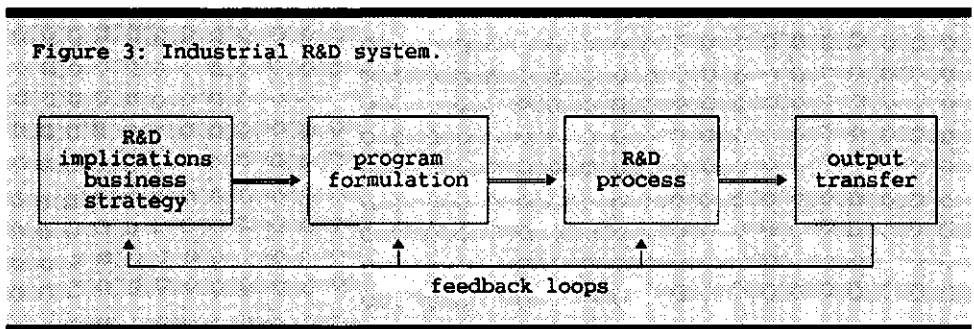 Figure 3: Industrial R&D system.
R&D
implications
business
strategy
program
formulation
R&D
process
output
transfer
feedback loops